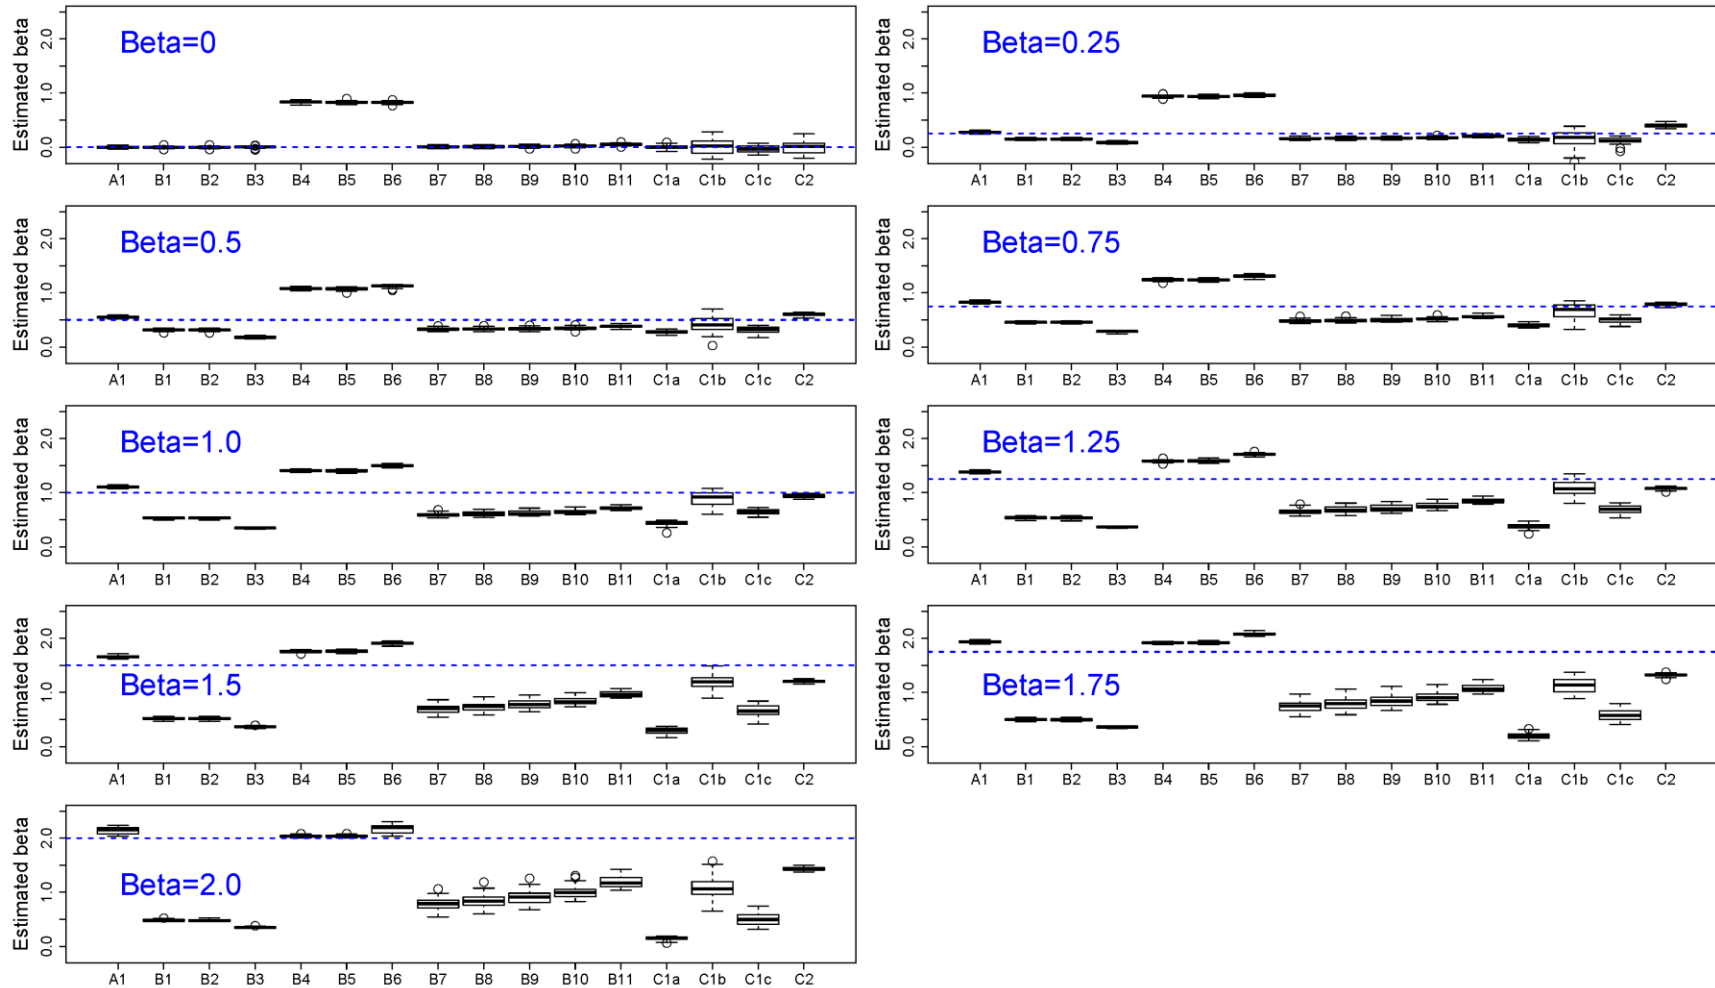 Estimated beta
2.0
1.0
0.0
Beta=0
A1 B1 B2 B3 B4 B5 B6 B7 B8 B9 B10 B11 C1a C1b C1c C2
Estimated beta
2.0
1.0
0.0
Beta=0.25
A1 B1 B2 B3 B4 B5 B6 B7 B8 B9 B10 B11 C1a C1b C1c C2
Estimated beta
2.0
1.0
0.0
Beta=0.5
A1 B1 B2 B3 B4 B5 B6 B7 B8 B9 B10 B11 C1a C1b C1c C2
Estimated beta
2.0
1.0
0.0
Beta=0.75
A1 B1 B2 B3 B4 B5 B6 B7 B8 B9 B10 B11 C1a C1b C1c C2
Estimated beta
2.0
1.0
0.0
Beta=1.0
A1 B1 B2 B3 B4 B5 B6 B7 B8 B9 B10 B11 C1a C1b C1c C2
Estimated beta
2.0
1.0
0.0
Beta=1.25
A1 B1 B2 B3 B4 B5 B6 B7 B8 B9 B10 B11 C1a C1b C1c C2
Estimated beta
2.0
1.0
0.0
Beta=1.5
A1 B1 B2 B3 B4 B5 B6 B7 B8 B9 B10 B11 C1a C1b C1c C2
Estimated beta
2.0
1.0
0.0
Beta=1.75
A1 B1 B2 B3 B4 B5 B6 B7 B8 B9 B10 B11 C1a C1b C1c C2
Estimated beta
2.0
1.0
0.0
Beta=2.0
A1 B1 B2 B3 B4 B5 B6 B7 B8 B9 B10 B11 C1a C1b C1c C2